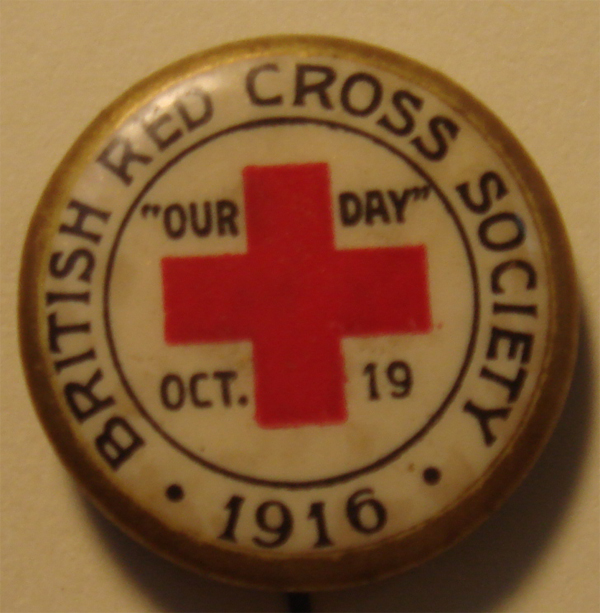 BRITISH RED CROSS SOCIETY
"OUR DAY"
OCT. 19
• 1916 •